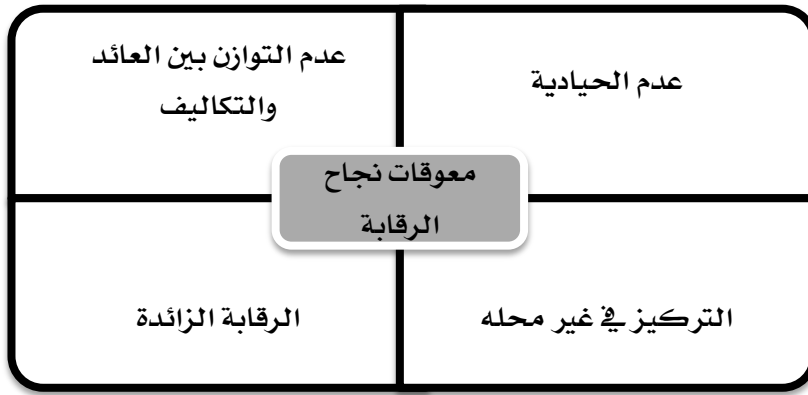 عدم الحيادية
عدم التوازن بين العائد
والتكاليف
معوقات نجاح
الرقابة
التركيز في غير محله
الرقابة الزائدة